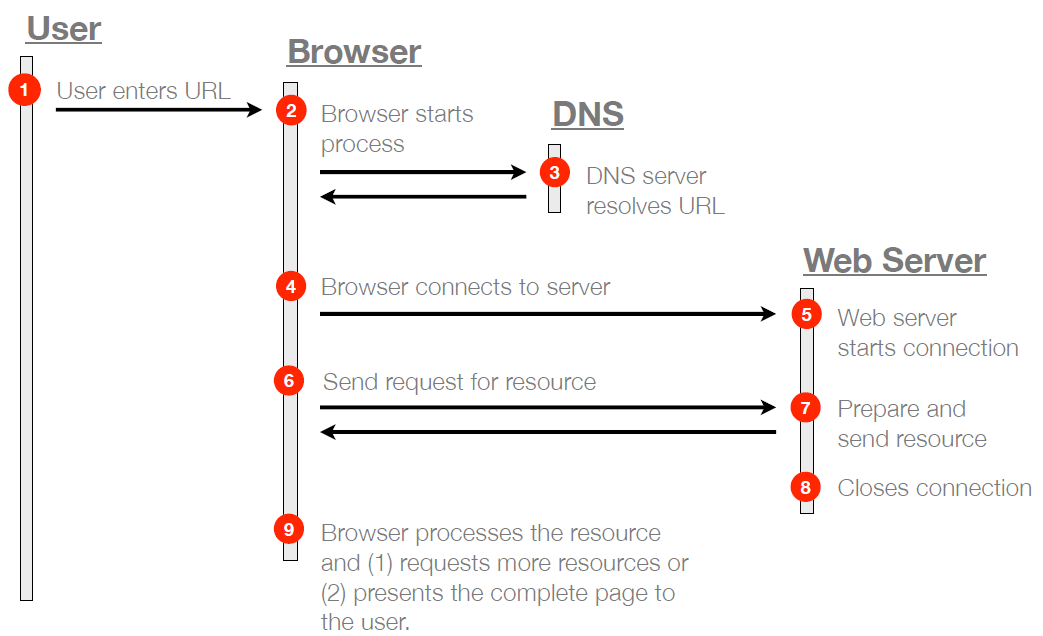 User
Browser
1 User enters URL
2 Browser starts
process
DNS
3 DNS server
resolves URL
Web Server
4 Browser connects to server
5 Web server
starts connection
6 Send request for resource
7 Prepare and
send resource
8 Closes connection
9 Browser processes the resource
and (1) requests more resources or
(2) presents the complete page to
the user.